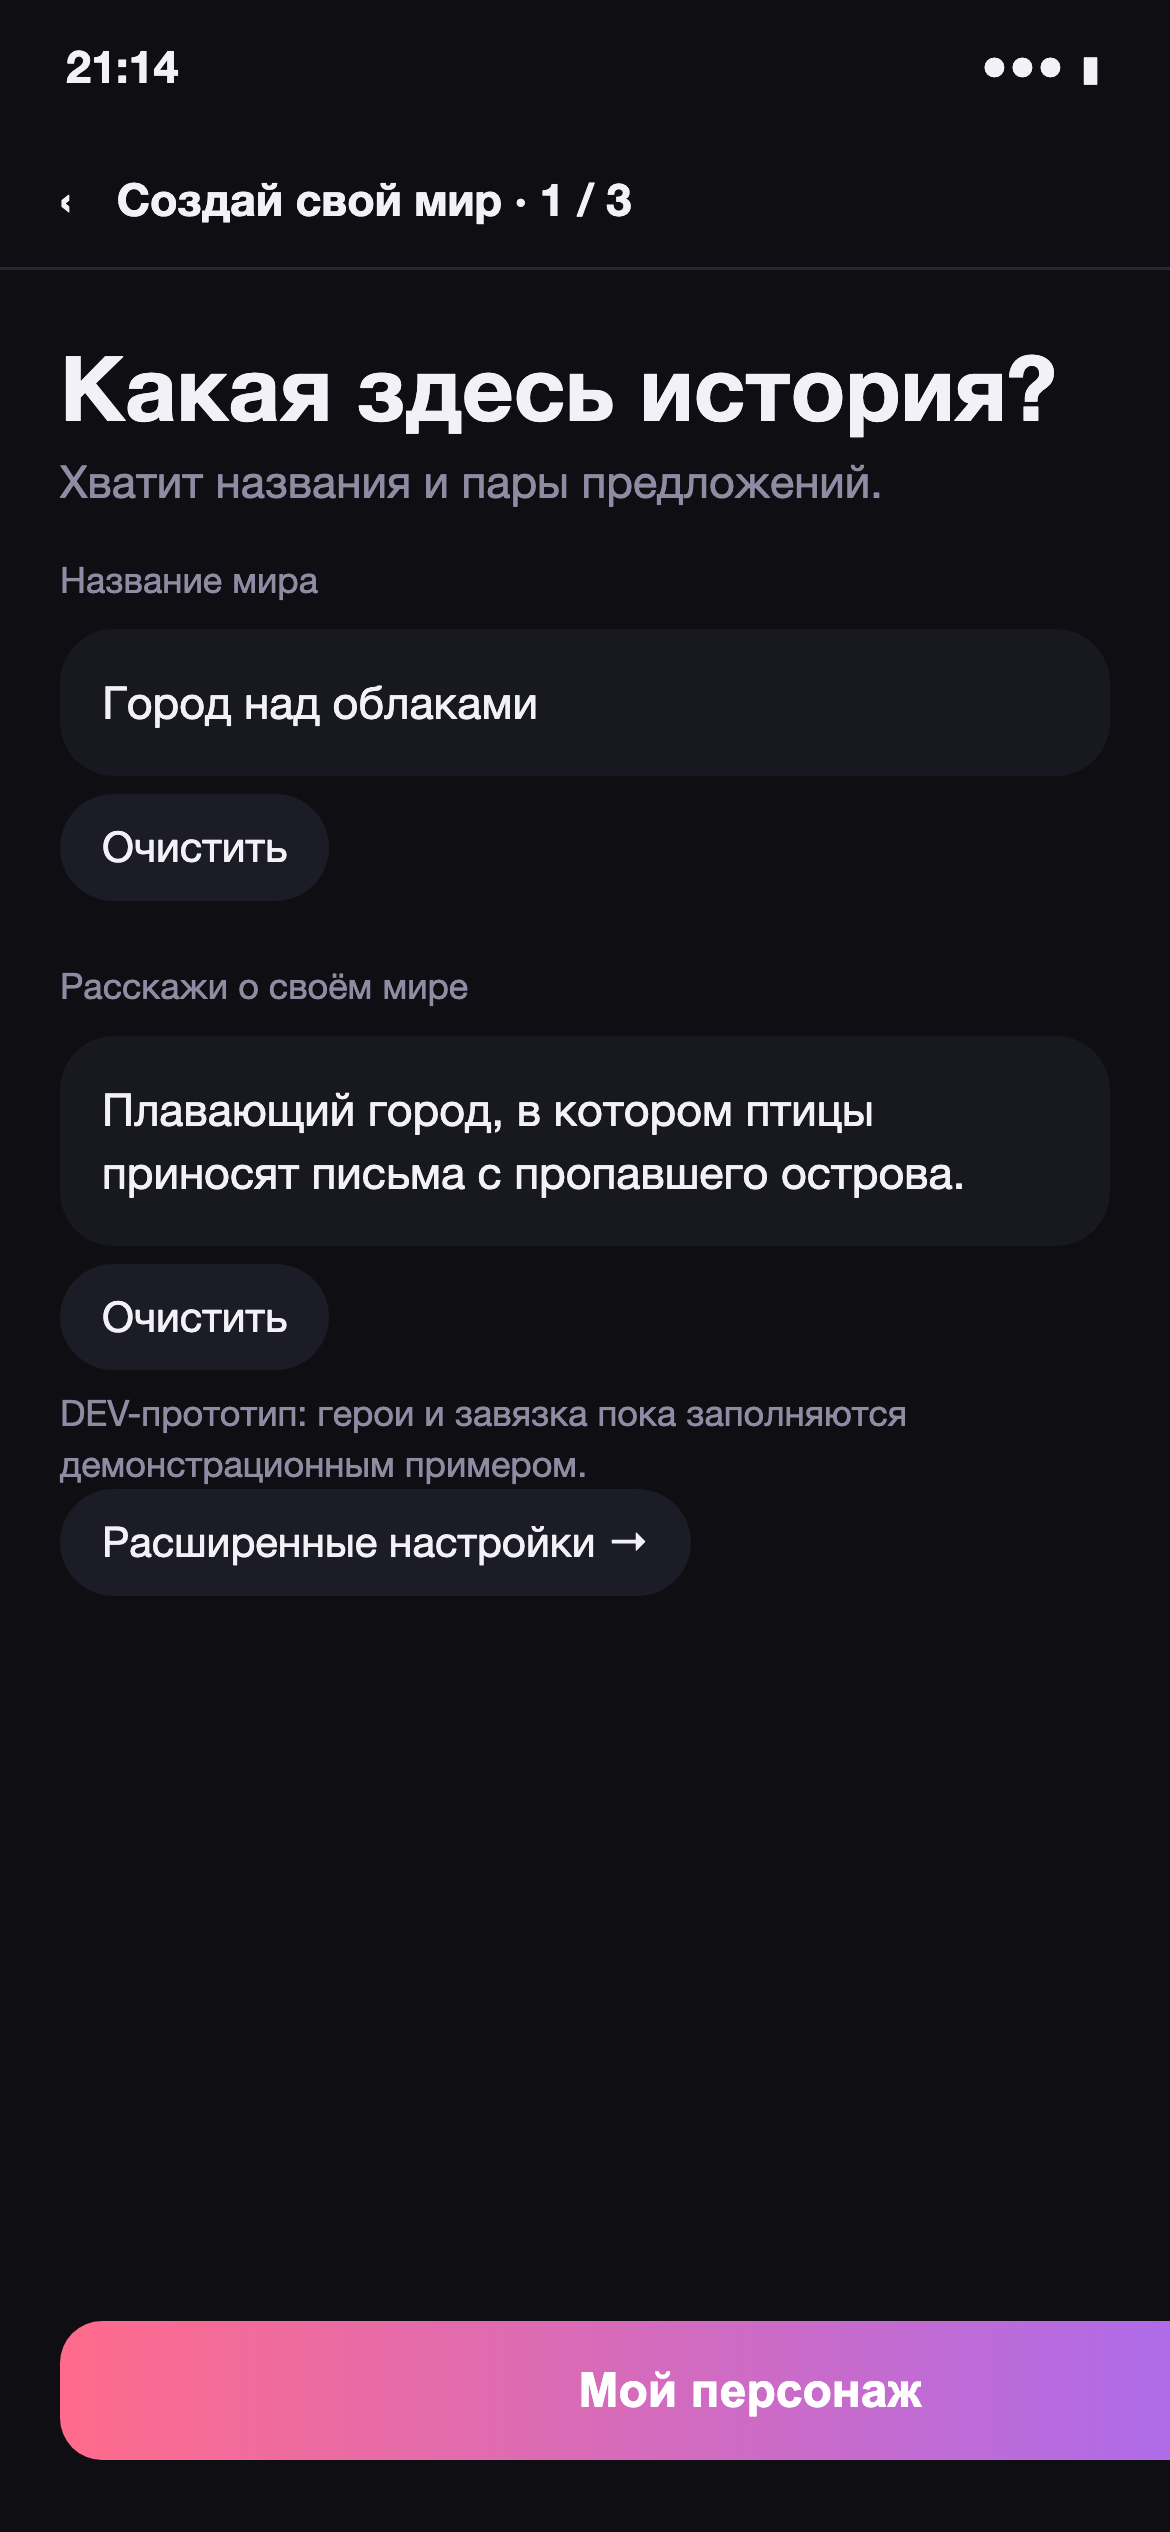 21:14
‹ Создай свой мир · 1 / 3
Какая здесь история?
Хватит названия и пары предложений.
Название мира
Город над облаками
Очистить
Расскажи о своём мире
Плавающий город, в котором птицы
приносят письма с пропавшего острова.
Очистить
DEV-прототип: герои и завязка пока заполняются
демонстрационным примером.
Расширенные настройки →
Мой персонаж